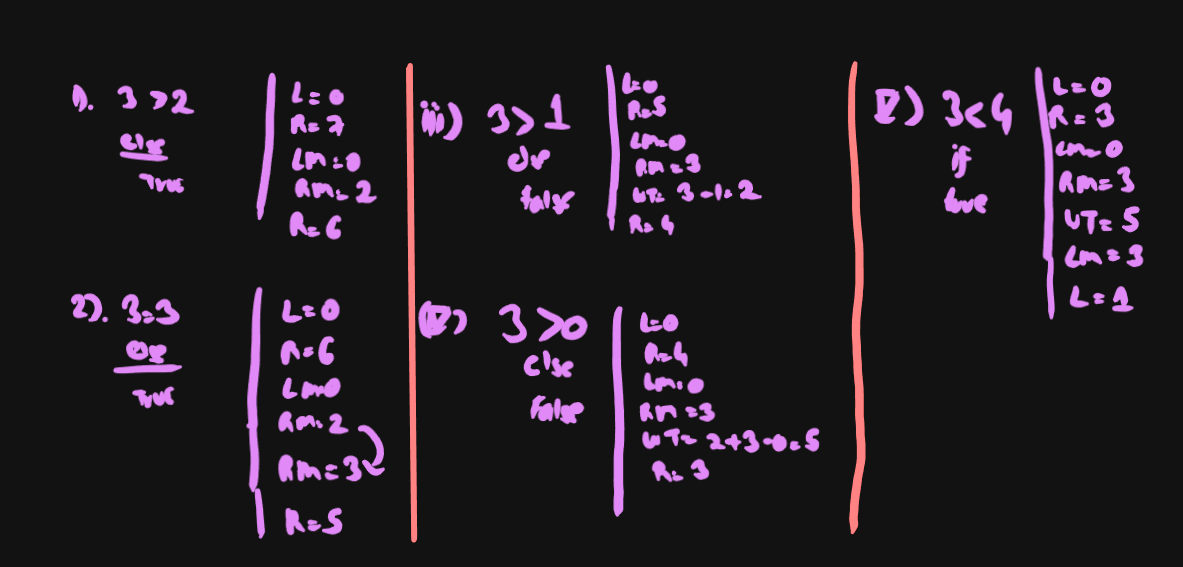 1). 3 > 2
else
True
L = 0
R = 7
Lm = 0
Rm = 2
R = 6
2). 3 = 3
else
True
L = 0
R = 6
Lm = 0
Rm = 2
Rm = 3
R = 5
iii) 3 > 1
else
false
L = 0
R = 5
Lm = 0
Rm = 3
WT = 3 - 1 = 2
R = 4
IV) 3 > 0
else
false
L = 0
R = 4
Lm = 0
Rm = 3
WT = 2 + 3 - 0 = 5
R = 3
V) 3 < 4
if
true
L = 0
R = 3
Lm = 0
Rm = 3
WT = 5
Lm = 3
L = 1